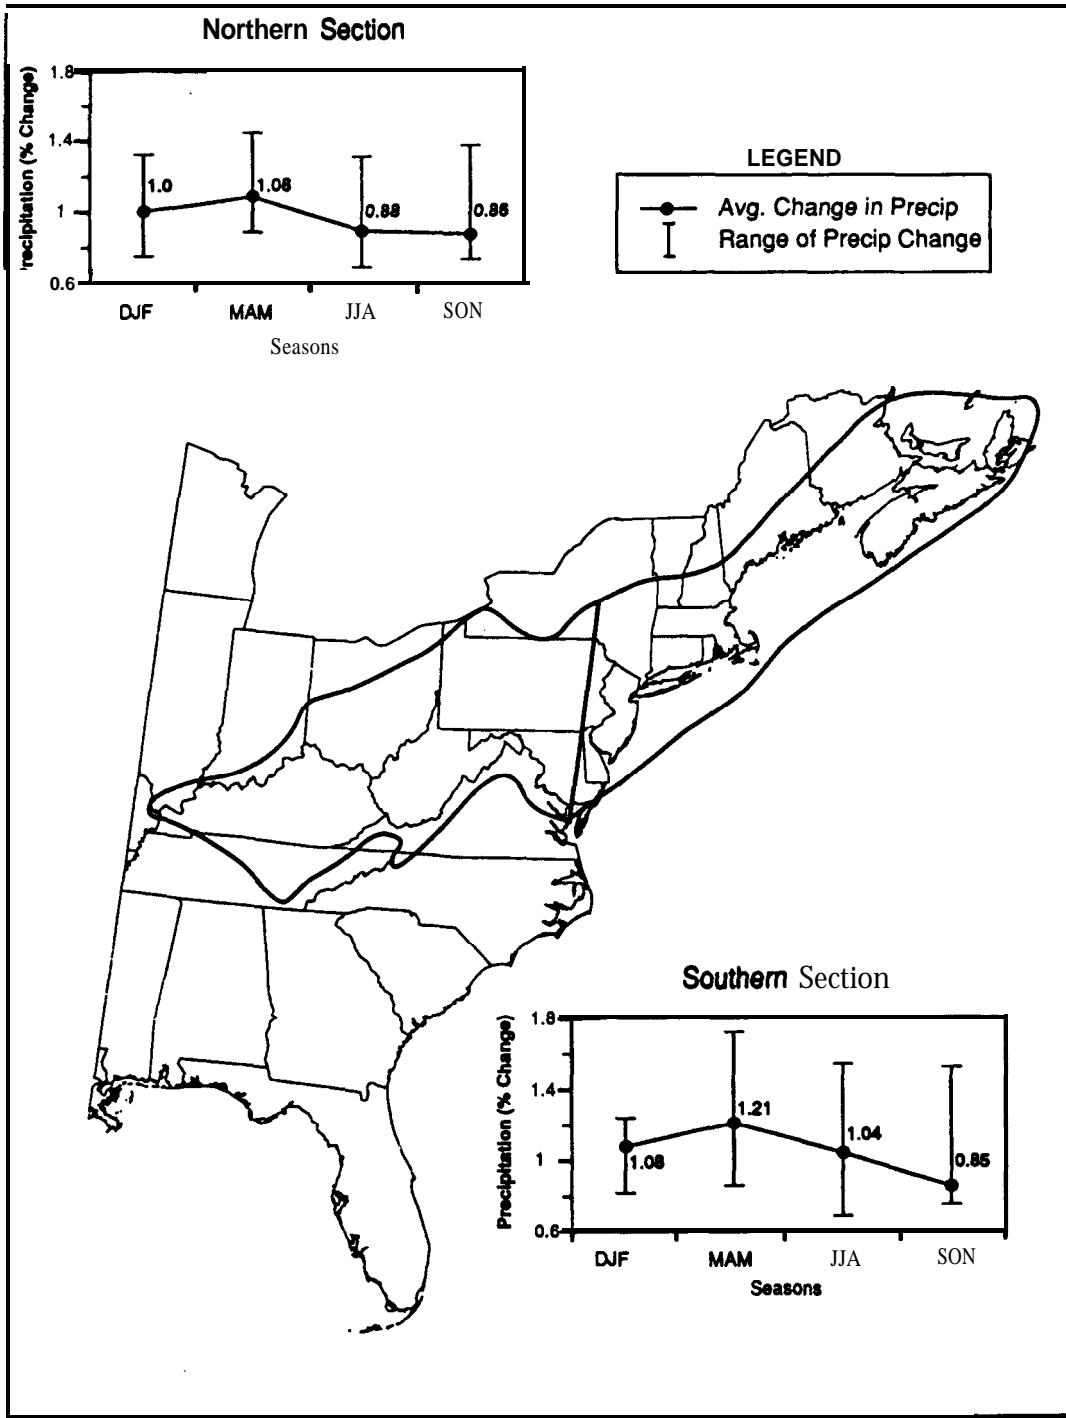 Northern Section
Precipitation (% Change)
1.8
1.4
1
0.6
1.0
1.08
0.88
0.86
DJF MAM JJA SON
Seasons
LEGEND
Avg. Change in Precip
Range of Precip Change
Southern Section
Precipitation (% Change)
1.8
1.4
1
0.6
1.08
1.21
1.04
0.85
DJF MAM JJA SON
Seasons